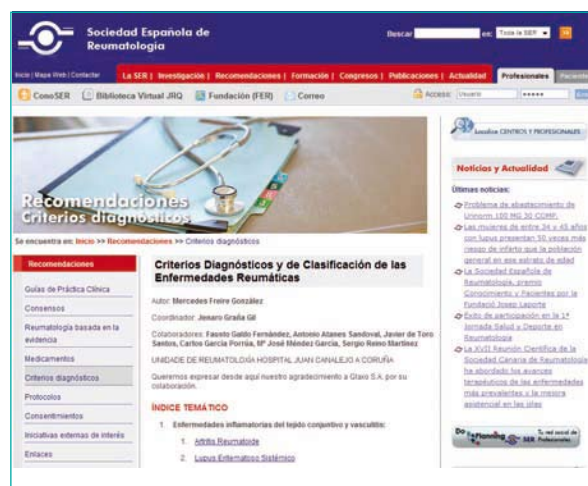 Sociedad Española de
Reumatología
Buscar en: Toda la SER
Inicio | Mapa Web | Contactar
La SER | Investigación | Recomendaciones | Formación | Congresos | Publicaciones | Actualidad
Profesionales
Paciente
ConoSER Biblioteca Virtual JRQ Fundación (FER) Correo
Acceso: Usuario •••••
Recomendaciones
Criterios diagnósticos
Se encuentra en: Inicio >> Recomendaciones >> Criterios diagnósticos
Recomendaciones
Guías de Práctica Clínica
Consensos
Reumatología basada en la
evidencia
Medicamentos
Criterios diagnósticos
Protocolos
Consentimientos
Iniciativas externas de interés
Enlaces
Criterios Diagnósticos y de Clasificación de las
Enfermedades Reumáticas
Autor: Mercedes Freire González
Coordinador: Jenaro Graña Gil
Colaboradores: Fausto Galdo Fernández, Antonio Atanes Sandoval, Javier de Toro
Santos, Carlos García Porrúa, Mª José Méndez García, Sergio Reino Martínez
UNIDADE DE REUMATOLOXÍA HOSPITAL JUAN CANALEJO A CORUÑA
Queremos expresar desde aquí nuestro agradecimiento a Glaxo S.A. por su
colaboración.
ÍNDICE TEMÁTICO
1. Enfermedades inflamatorias del tejido conjuntivo y vasculitis:
1. Artritis Reumatoide
2. Lupus Eritematoso Sistémico
Localice CENTROS Y PROFESIONALES
Noticias y Actualidad
Últimas noticias:
Problema de abastecimiento de
Urinorm 100 MG 30 COMP.
Las mujeres de entre 34 y 45 años
con lupus presentan 50 veces más
riesgo de infarto que la población
general en ese estrato de edad
La Sociedad Española de
Reumatología, premio
Conocimiento y Pacientes por la
Fundació Josep Laporte
Éxito de participación en la 1ª
Jornada Salud y Deporte en
Reumatología
La XVII Reunión Científica de la
Sociedad Canaria de Reumatología
ha abordado los avances
terapéuticos de las enfermedades
más prevalentes y la mejora
asistencial en las islas
Planning SER
Tu red social de
Profesionales